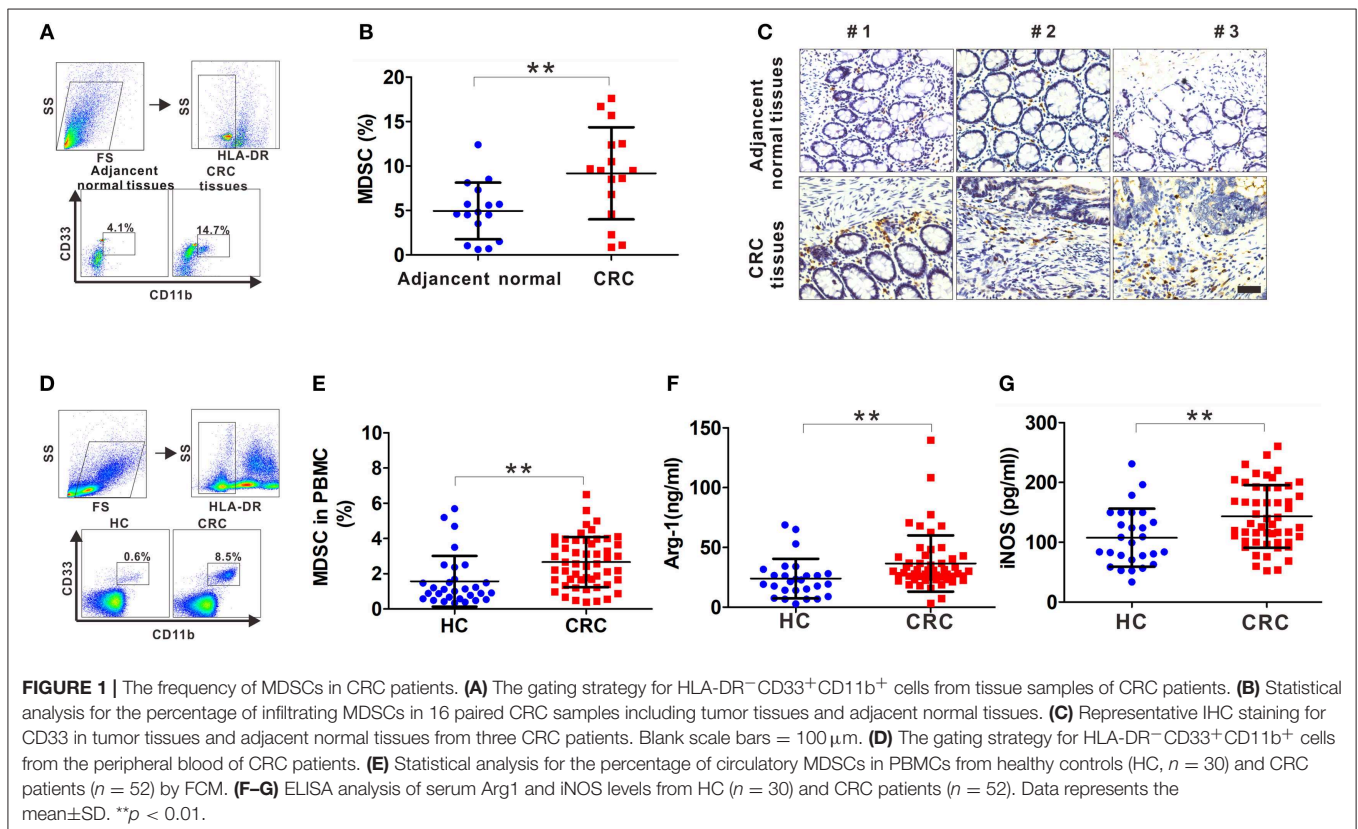 A
SS
SS
FS
HLA-DR
Adjancent normal tissues
CRC tissues
4.1%
14.7%
CD33
CD11b
B
**
MDSC (%)
20
15
10
5
0
Adjancent normal
CRC
C
# 1
# 2
# 3
Adjancent normal tissues
CRC tissues
D
SS
SS
FS
HLA-DR
HC
CRC
0.6%
8.5%
CD33
CD11b
E
**
MDSC in PBMC (%)
10
8
6
4
2
0
HC
CRC
F
**
Arg-1(ng/ml)
150
100
50
0
HC
CRC
G
**
iNOS (pg/ml))
300
200
100
0
HC
CRC
FIGURE 1 | The frequency of MDSCs in CRC patients. (A) The gating strategy for HLA-DR−CD33+CD11b+ cells from tissue samples of CRC patients. (B) Statistical
analysis for the percentage of infiltrating MDSCs in 16 paired CRC samples including tumor tissues and adjacent normal tissues. (C) Representative IHC staining for
CD33 in tumor tissues and adjacent normal tissues from three CRC patients. Blank scale bars = 100 μm. (D) The gating strategy for HLA-DR−CD33+CD11b+ cells
from the peripheral blood of CRC patients. (E) Statistical analysis for the percentage of circulatory MDSCs in PBMCs from healthy controls (HC, n = 30) and CRC
patients (n = 52) by FCM. (F–G) ELISA analysis of serum Arg1 and iNOS levels from HC (n = 30) and CRC patients (n = 52). Data represents the
mean±SD. **p < 0.01.